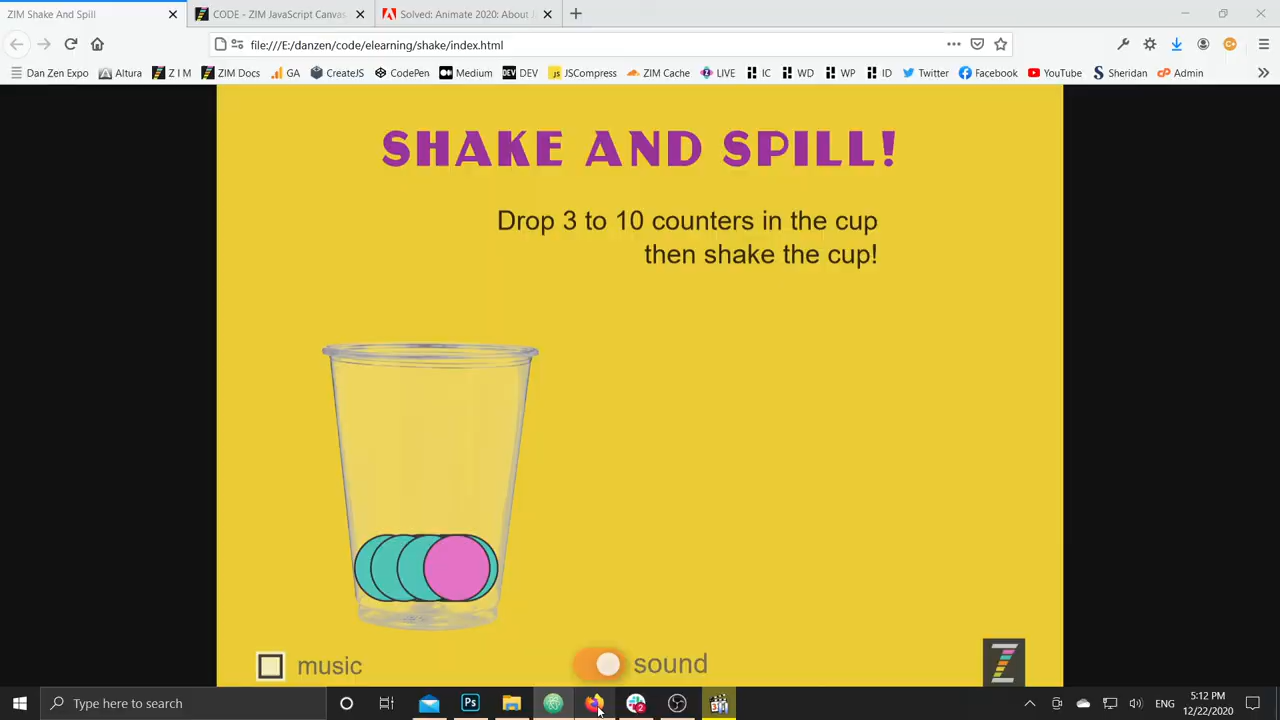 ZIM Shake And Spill
CODE - ZIM JavaScript Canvas
Solved: Animate 2020: About
file:///E:/danzen/code/elearning/shake/index.html
Dan Zen Expo
Altura
Z I M
ZIM Docs
GA
CreateJS
CodePen
Medium
DEV DEV
JSCompress
ZIM Cache
LIVE
IC
WD
WP
ID
Twitter
Facebook
YouTube
Sheridan
Admin
SHAKE AND SPILL!
Drop 3 to 10 counters in the cup
then shake the cup!
music
sound
Type here to search
Ps
2
ENG
5:12 PM
12/22/2020